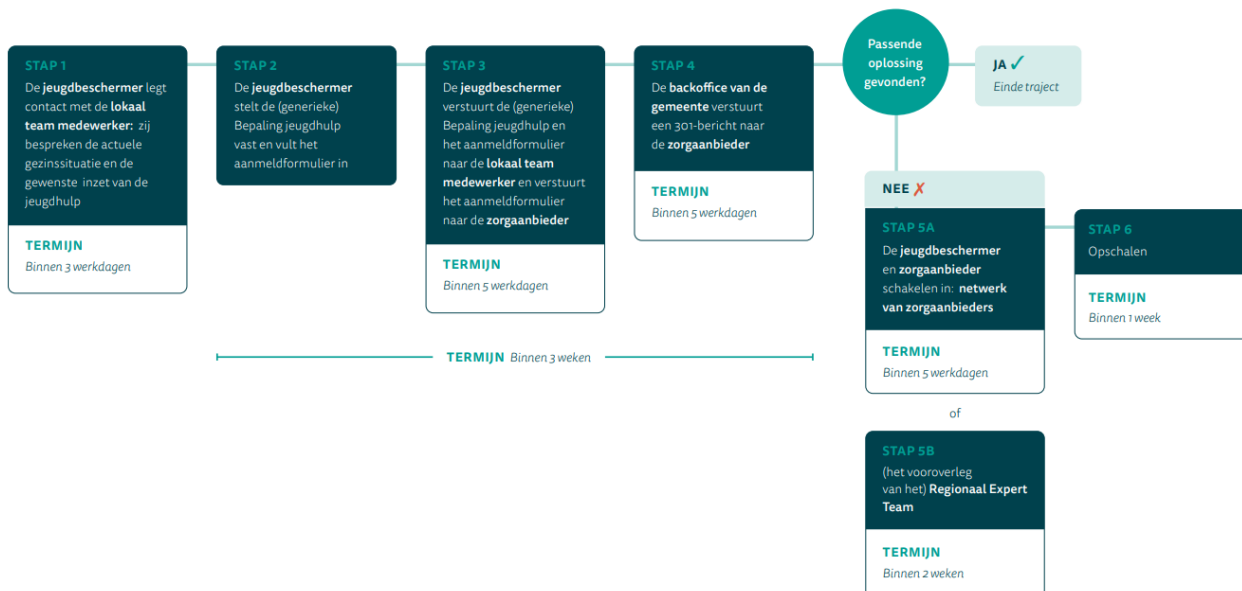 STAP 1
De jeugdbeschermer legt
contact met de lokaal
team medewerker: zij
bespreken de actuele
gezinssituatie en de
gewenste inzet van de
jeugdhulp
TERMIJN
Binnen 3 werkdagen
STAP 2
De jeugdbeschermer
stelt de (generieke)
Bepaling jeugdhulp
vast en vult het
aanmeldformulier in
STAP 3
De jeugdbeschermer
verstuurt de (generieke)
Bepaling jeugdhulp en
het aanmeldformulier
naar de lokaal team
medewerker en verstuurt
het aanmeldformulier
naar de zorgaanbieder
TERMIJN
Binnen 5 werkdagen
STAP 4
De backoffice van de
gemeente verstuurt
een 301-bericht naar
de zorgaanbieder
TERMIJN
Binnen 5 werkdagen
TERMIJN Binnen 3 weken
Passende
oplossing
gevonden?
JA ✓
Einde traject
NEE ✗
STAP 5A
De jeugdbeschermer
en zorgaanbieder
schakelen in: netwerk
van zorgaanbieders
TERMIJN
Binnen 5 werkdagen
of
STAP 5B
(het vooroverleg
van het) Regionaal Expert
Team
TERMIJN
Binnen 2 weken
STAP 6
Opschalen
TERMIJN
Binnen 1 week